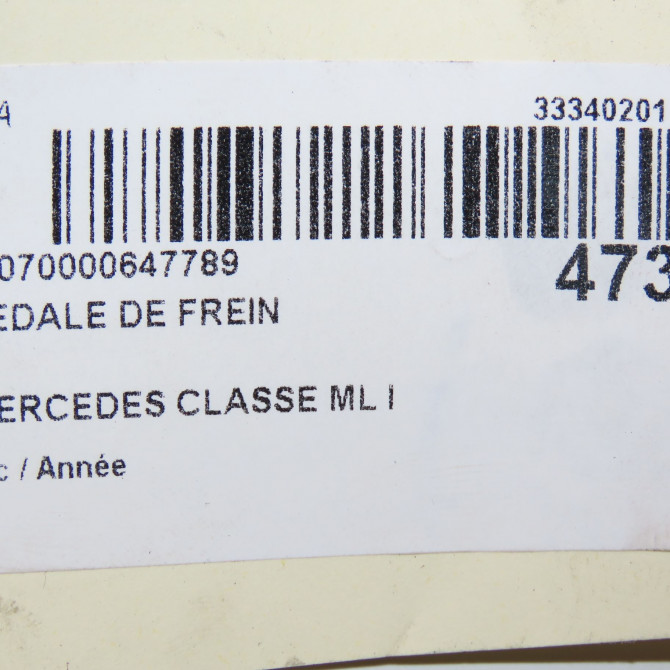 A 33340201
070000647789 473
EDALE DE FREIN
ERCEDES CLASSE ML I
c / Année